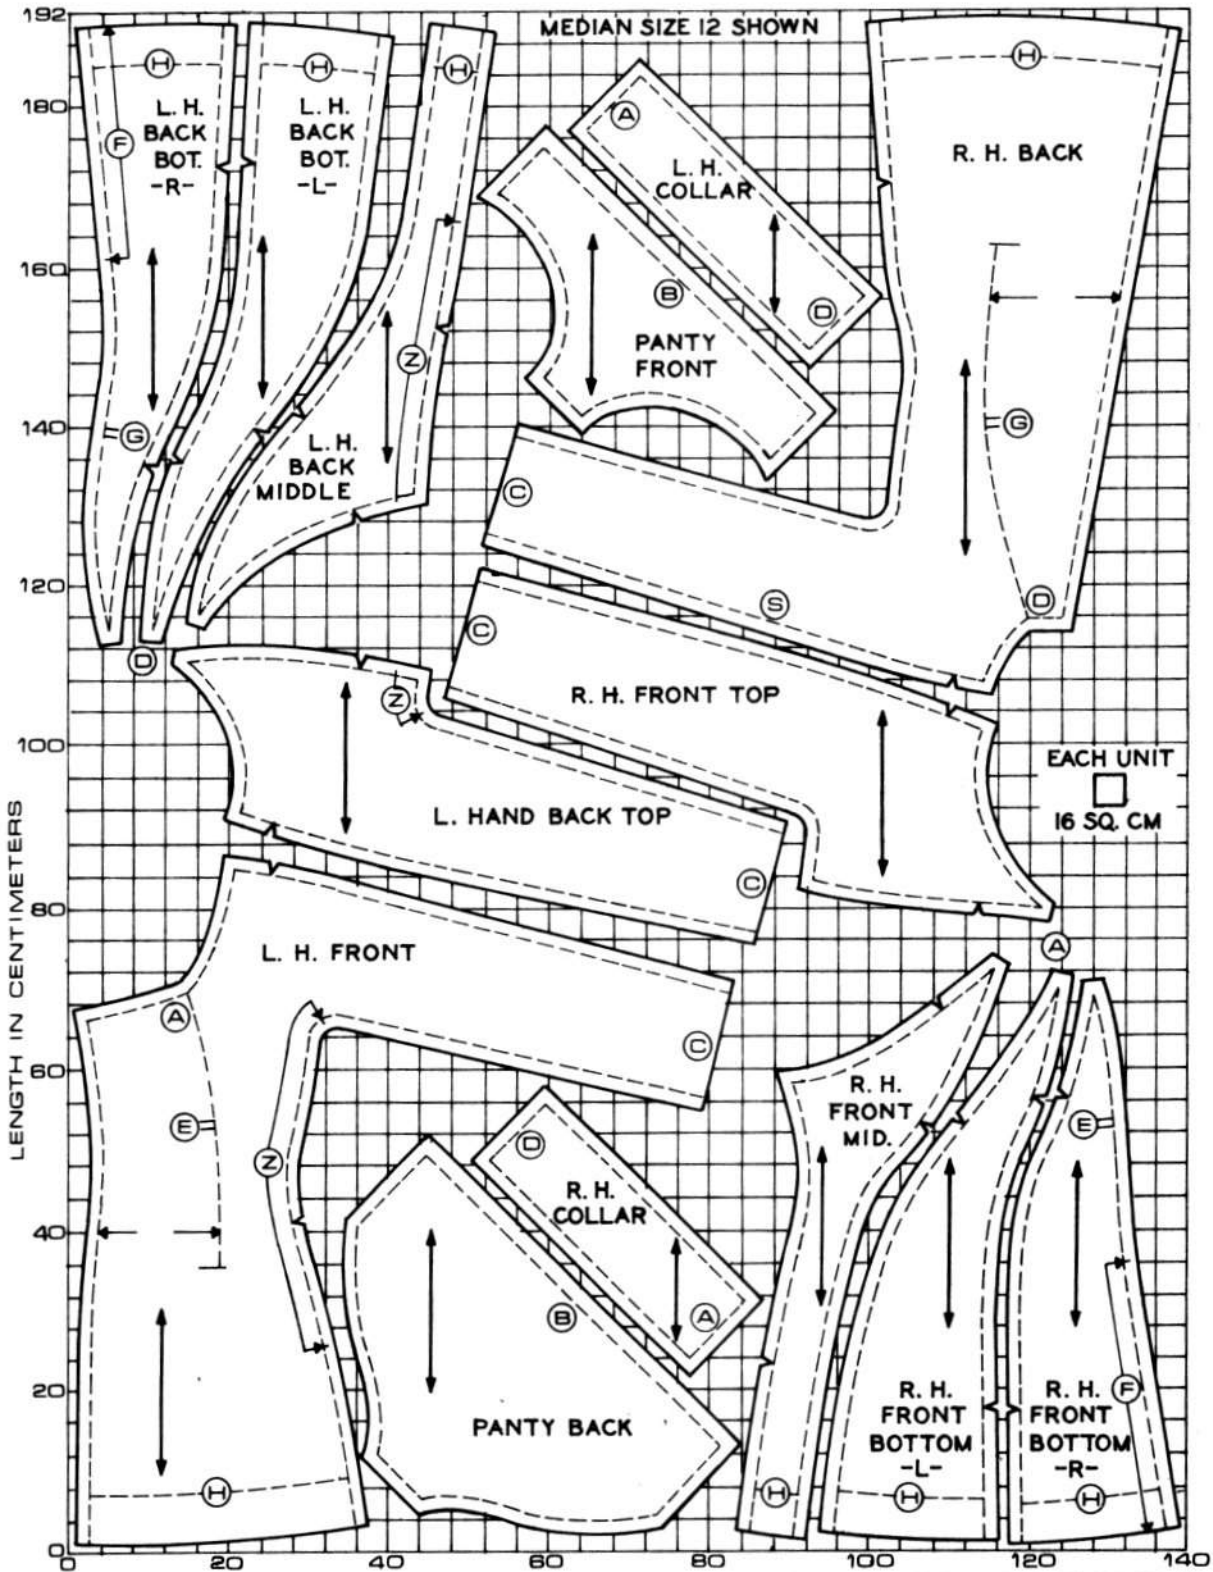 192
MEDIAN SIZE 12 SHOWN
H
H
H
H
180
L. H.
BACK
BOT.
-R-
L. H.
BACK
BOT.
-L-
F
A
L. H.
COLLAR
D
R. H. BACK
160
B
PANTY
FRONT
Z
G
G
140
L. H.
BACK
MIDDLE
C
120
S
D
C
D
R. H. FRONT TOP
Z
100
EACH UNIT
16 SQ. CM
L. HAND BACK TOP
C
80
LENGTH IN CENTIMETERS
L. H. FRONT
A
A
C
60
R. H.
FRONT
MID.
E
E
Z
D
R. H.
COLLAR
A
40
B
20
PANTY BACK
R. H.
FRONT
BOTTOM
-L-
R. H.
FRONT
BOTTOM
-R-
F
H
H
H
H
0
0 20 40 60 80 100 120 140